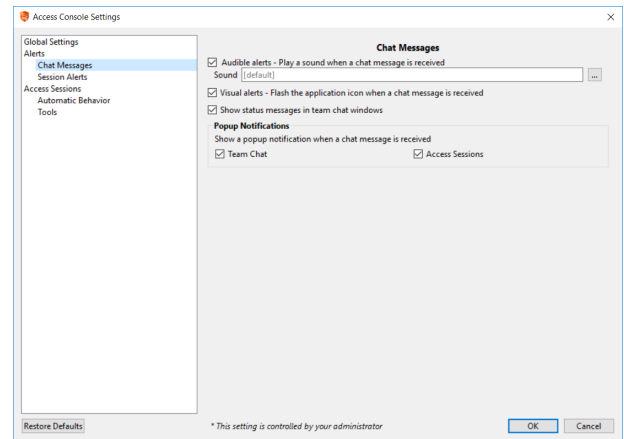 Access Console Settings
Global Settings
Alerts
Chat Messages
Session Alerts
Access Sessions
Automatic Behavior
Tools
Chat Messages
Audible alerts - Play a sound when a chat message is received
Sound [default] ...
Visual alerts - Flash the application icon when a chat message is received
Show status messages in team chat windows
Popup Notifications
Show a popup notification when a chat message is received
Team Chat Access Sessions
Restore Defaults * This setting is controlled by your administrator OK Cancel